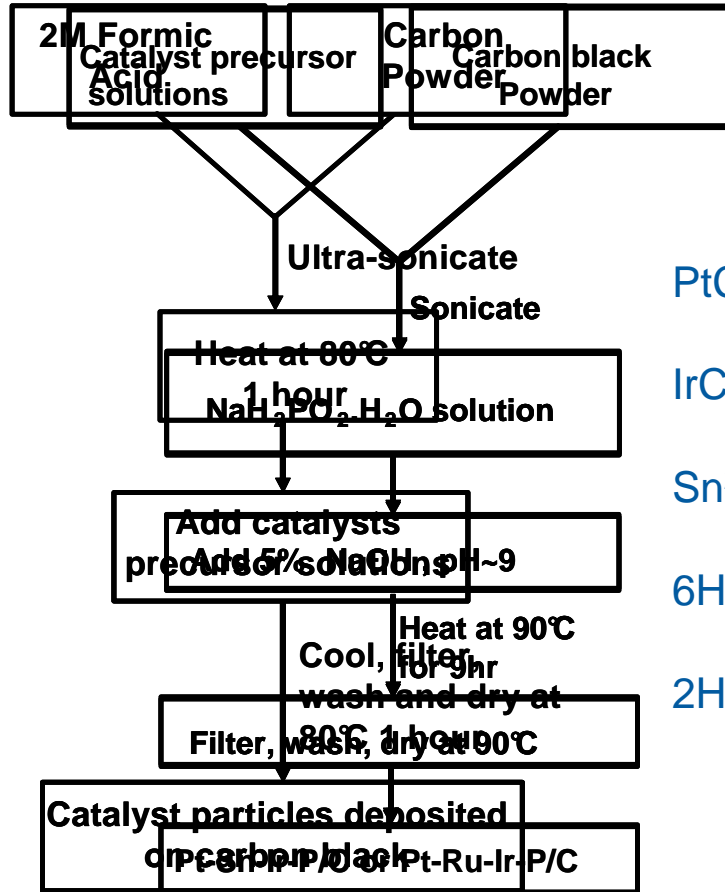 2M Formic
Acid
Carbon
Powder
Catalyst precursor
solutions
Carbon black
Powder
Ultra-sonicate
Sonicate
Heat at 80°C
1 hour
NaH₂PO₂.H₂O solution
Add catalysts
precursor solutions
Add 5% NaOH, pH~9
Heat at 90°C
for 9hr
Cool, filter,
wash and dry at
80°C 1 hour
Filter, wash, dry at 90°C
Catalyst particles deposited
on carbon black
Pt-Sn-Ir-P/C or Pt-Ru-Ir-P/C
PtC
IrC
Sn
6H
2H